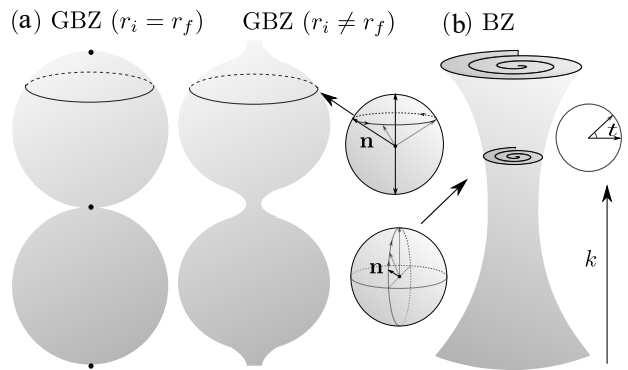 (a) GBZ (r_i = r_f)
GBZ (r_i ≠ r_f)
(b) BZ
n
n
t
k